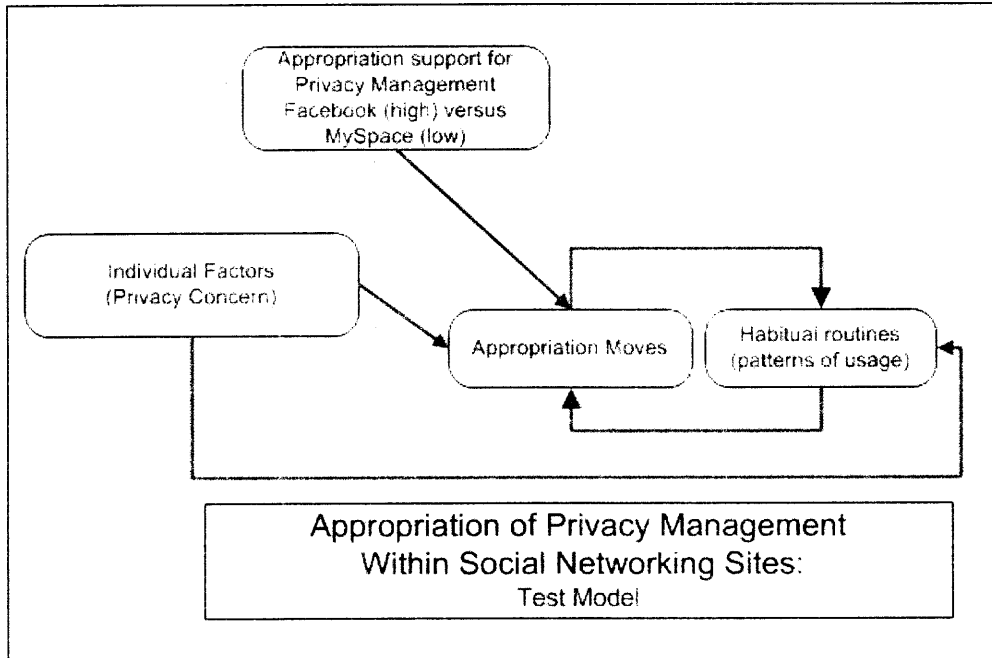 Appropriation support for
Privacy Management
Facebook (high) versus
MySpace (low)
Individual Factors
(Privacy Concern)
Appropriation Moves
Habitual routines
(patterns of usage)
Appropriation of Privacy Management
Within Social Networking Sites:
Test Model